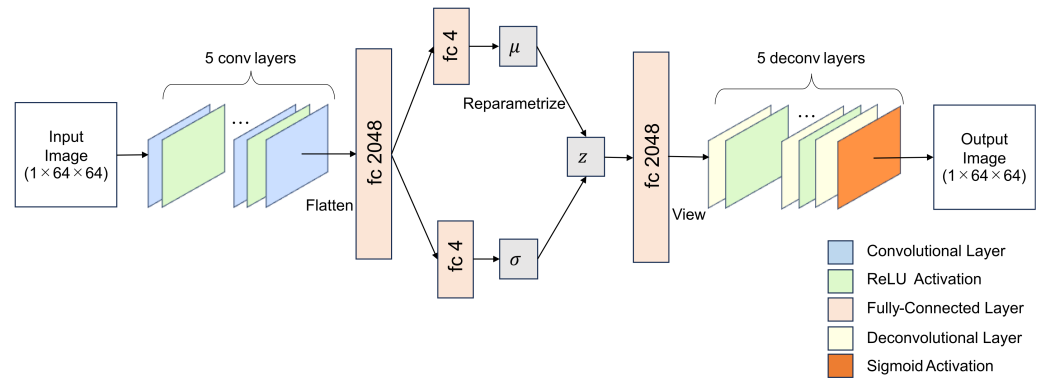 Input
Image
(1×64×64)
5 conv layers
...
Flatten
fc 2048
fc 4
μ
Reparametrize
z
fc 4
σ
fc 2048
View
5 deconv layers
...
Output
Image
(1×64×64)
Convolutional Layer
ReLU Activation
Fully-Connected Layer
Deconvolutional Layer
Sigmoid Activation